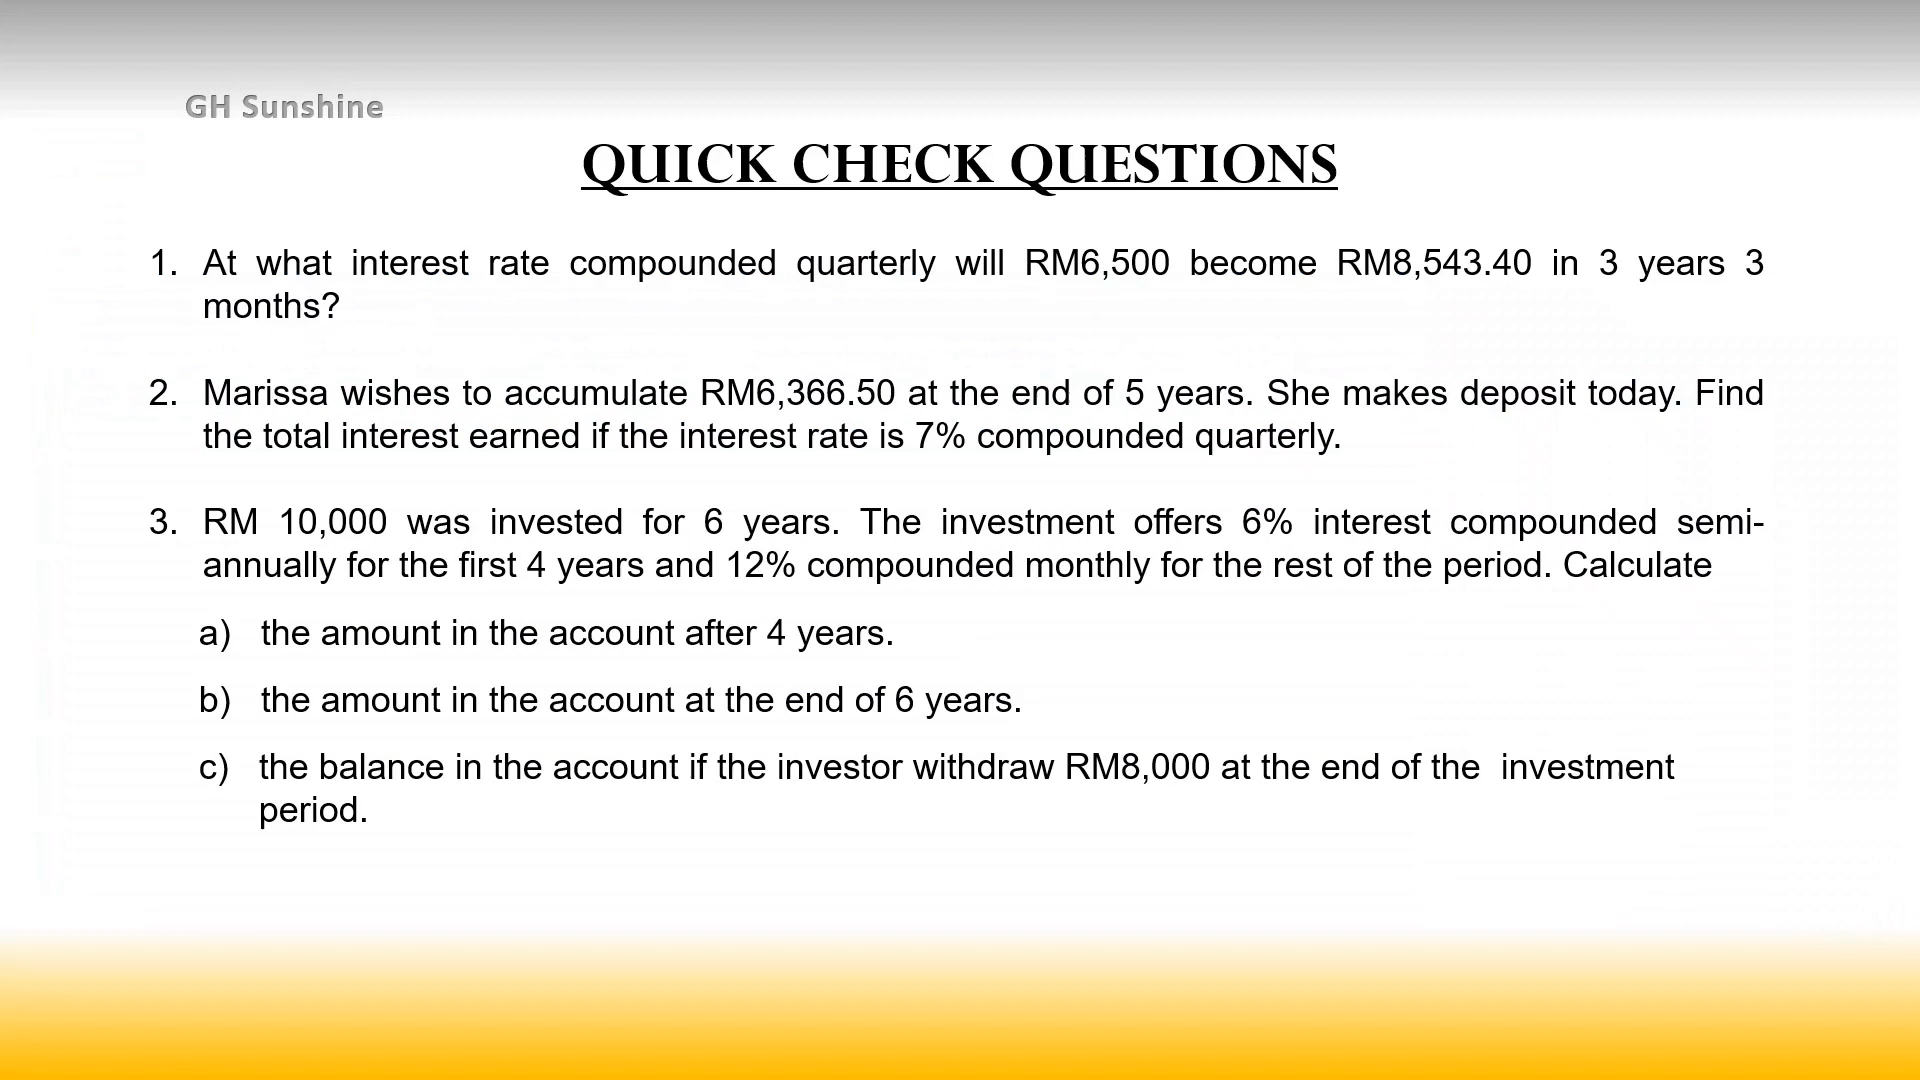 GH Sunshine
QUICK CHECK QUESTIONS
1. At what interest rate compounded quarterly will RM6,500 become RM8,543.40 in 3 years 3
months?
2. Marissa wishes to accumulate RM6,366.50 at the end of 5 years. She makes deposit today. Find
the total interest earned if the interest rate is 7% compounded quarterly.
3. RM 10,000 was invested for 6 years. The investment offers 6% interest compounded semi-
annually for the first 4 years and 12% compounded monthly for the rest of the period. Calculate
a) the amount in the account after 4 years.
b) the amount in the account at the end of 6 years.
c) the balance in the account if the investor withdraw RM8,000 at the end of the investment
period.